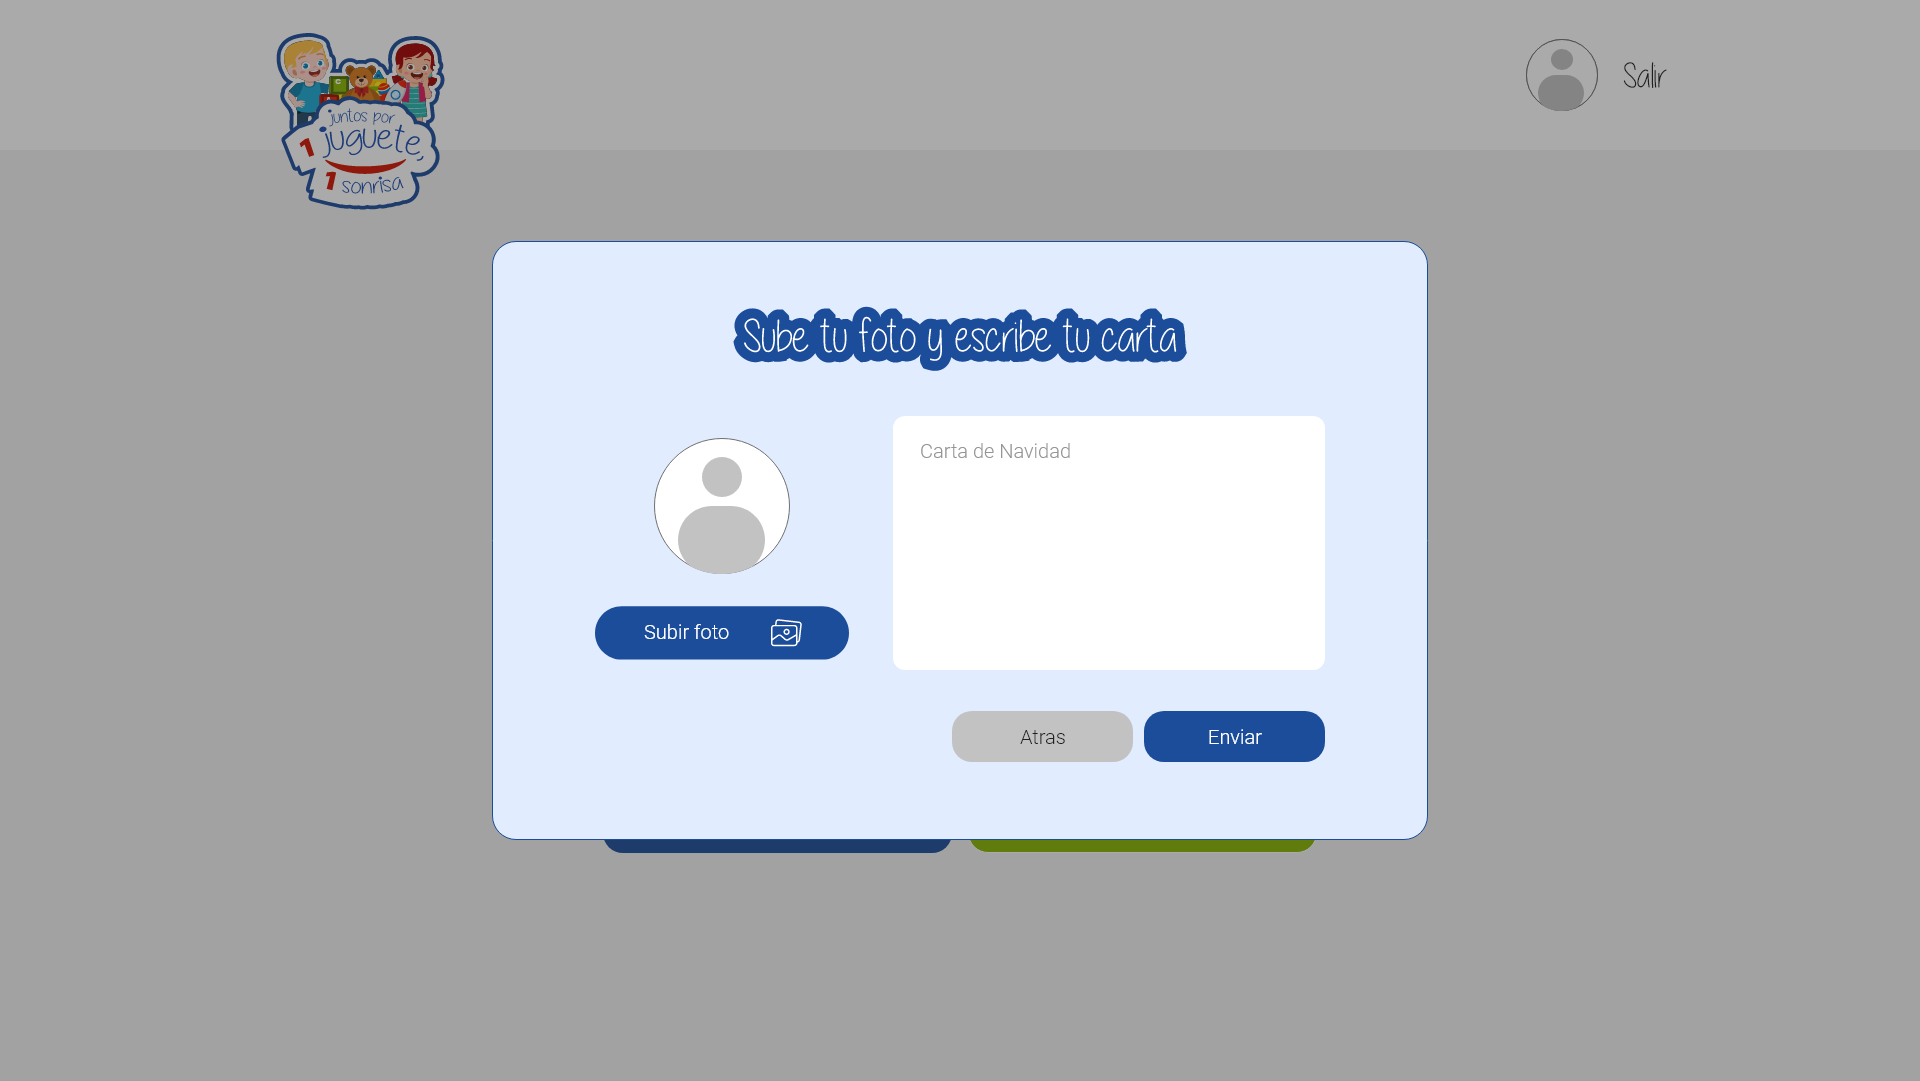 juntos por
1 juguete,
1 sonrisa
Salir
Sube tu foto y escribe tu carta
Carta de Navidad
Subir foto
Atras
Enviar